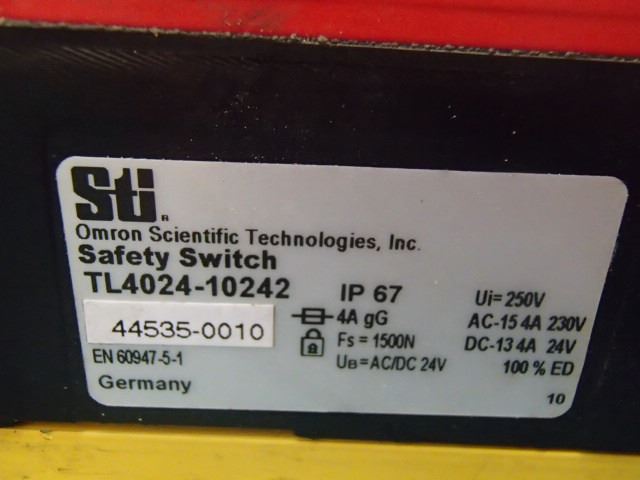 Sti®
Omron Scientific Technologies, Inc.
Safety Switch
TL4024-10242
44535-0010
EN 60947-5-1
Germany
IP 67
4A gG
Fs = 1500N
UB = AC/DC 24V
Ui= 250V
AC-15 4A 230V
DC-13 4A 24V
100 % ED
10